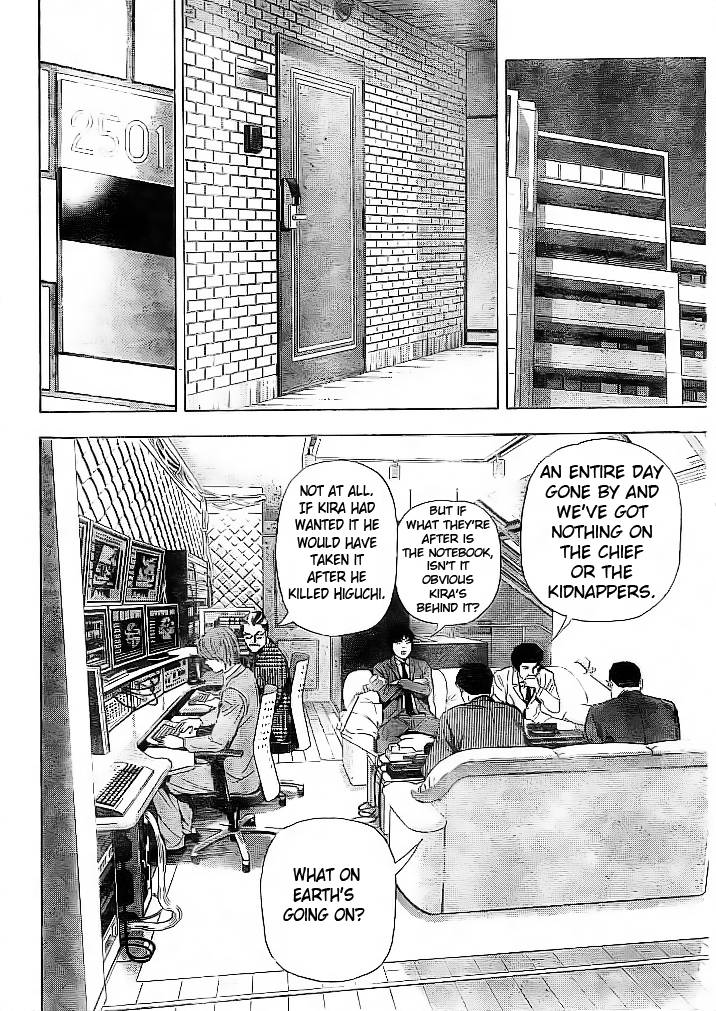 2501
AN ENTIRE DAY
GONE BY AND
WE'VE GOT
NOTHING ON
THE CHIEF
OR THE
KIDNAPPERS.
BUT IF
WHAT THEY'RE
AFTER IS
THE NOTEBOOK,
ISN'T IT
OBVIOUS
KIRA'S
BEHIND IT?
NOT AT ALL.
IF KIRA HAD
WANTED IT HE
WOULD HAVE
TAKEN IT
AFTER HE
KILLED HIGUCHI.
WHAT ON
EARTH'S
GOING ON?